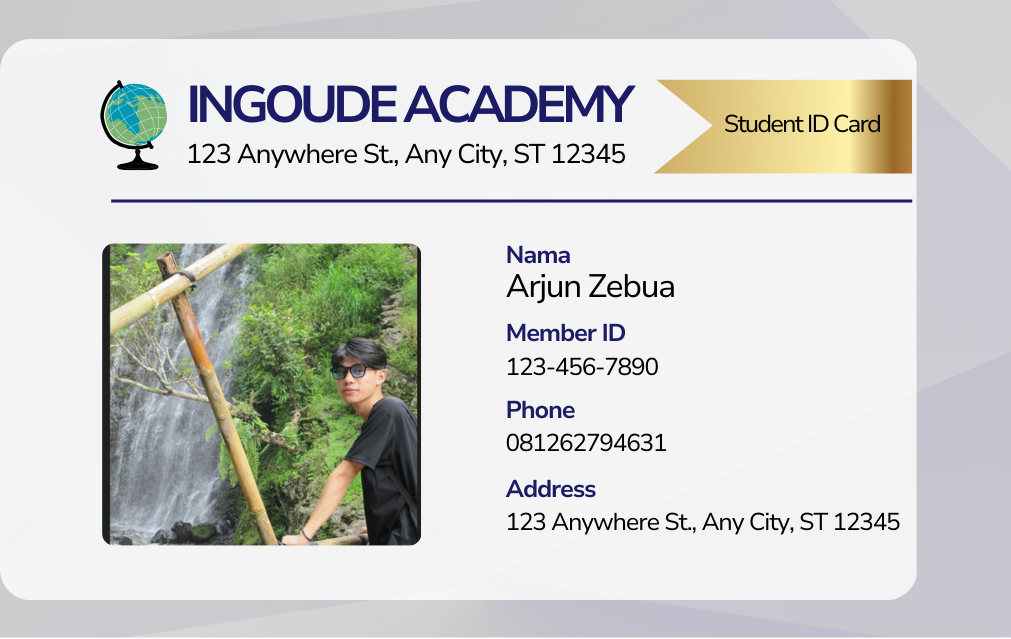 INGOUDE ACADEMY
123 Anywhere St., Any City, ST 12345
Student ID Card
Nama
Arjun Zebua
Member ID
123-456-7890
Phone
081262794631
Address
123 Anywhere St., Any City, ST 12345